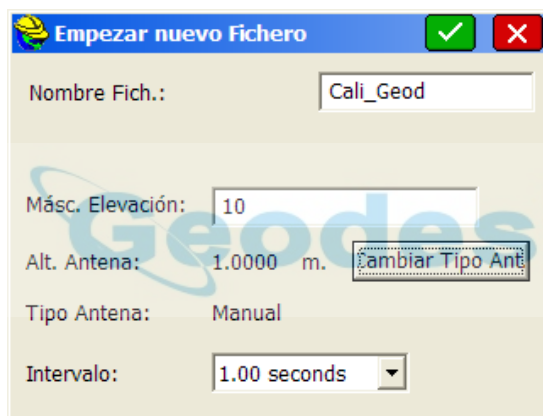 Empezar nuevo Fichero
Nombre Fich.: Cali_Geod
Másc. Elevación: 10
Geodes
Alt. Antena: 1.0000 m. Cambiar Tipo Ant
Tipo Antena: Manual
Intervalo: 1.00 seconds